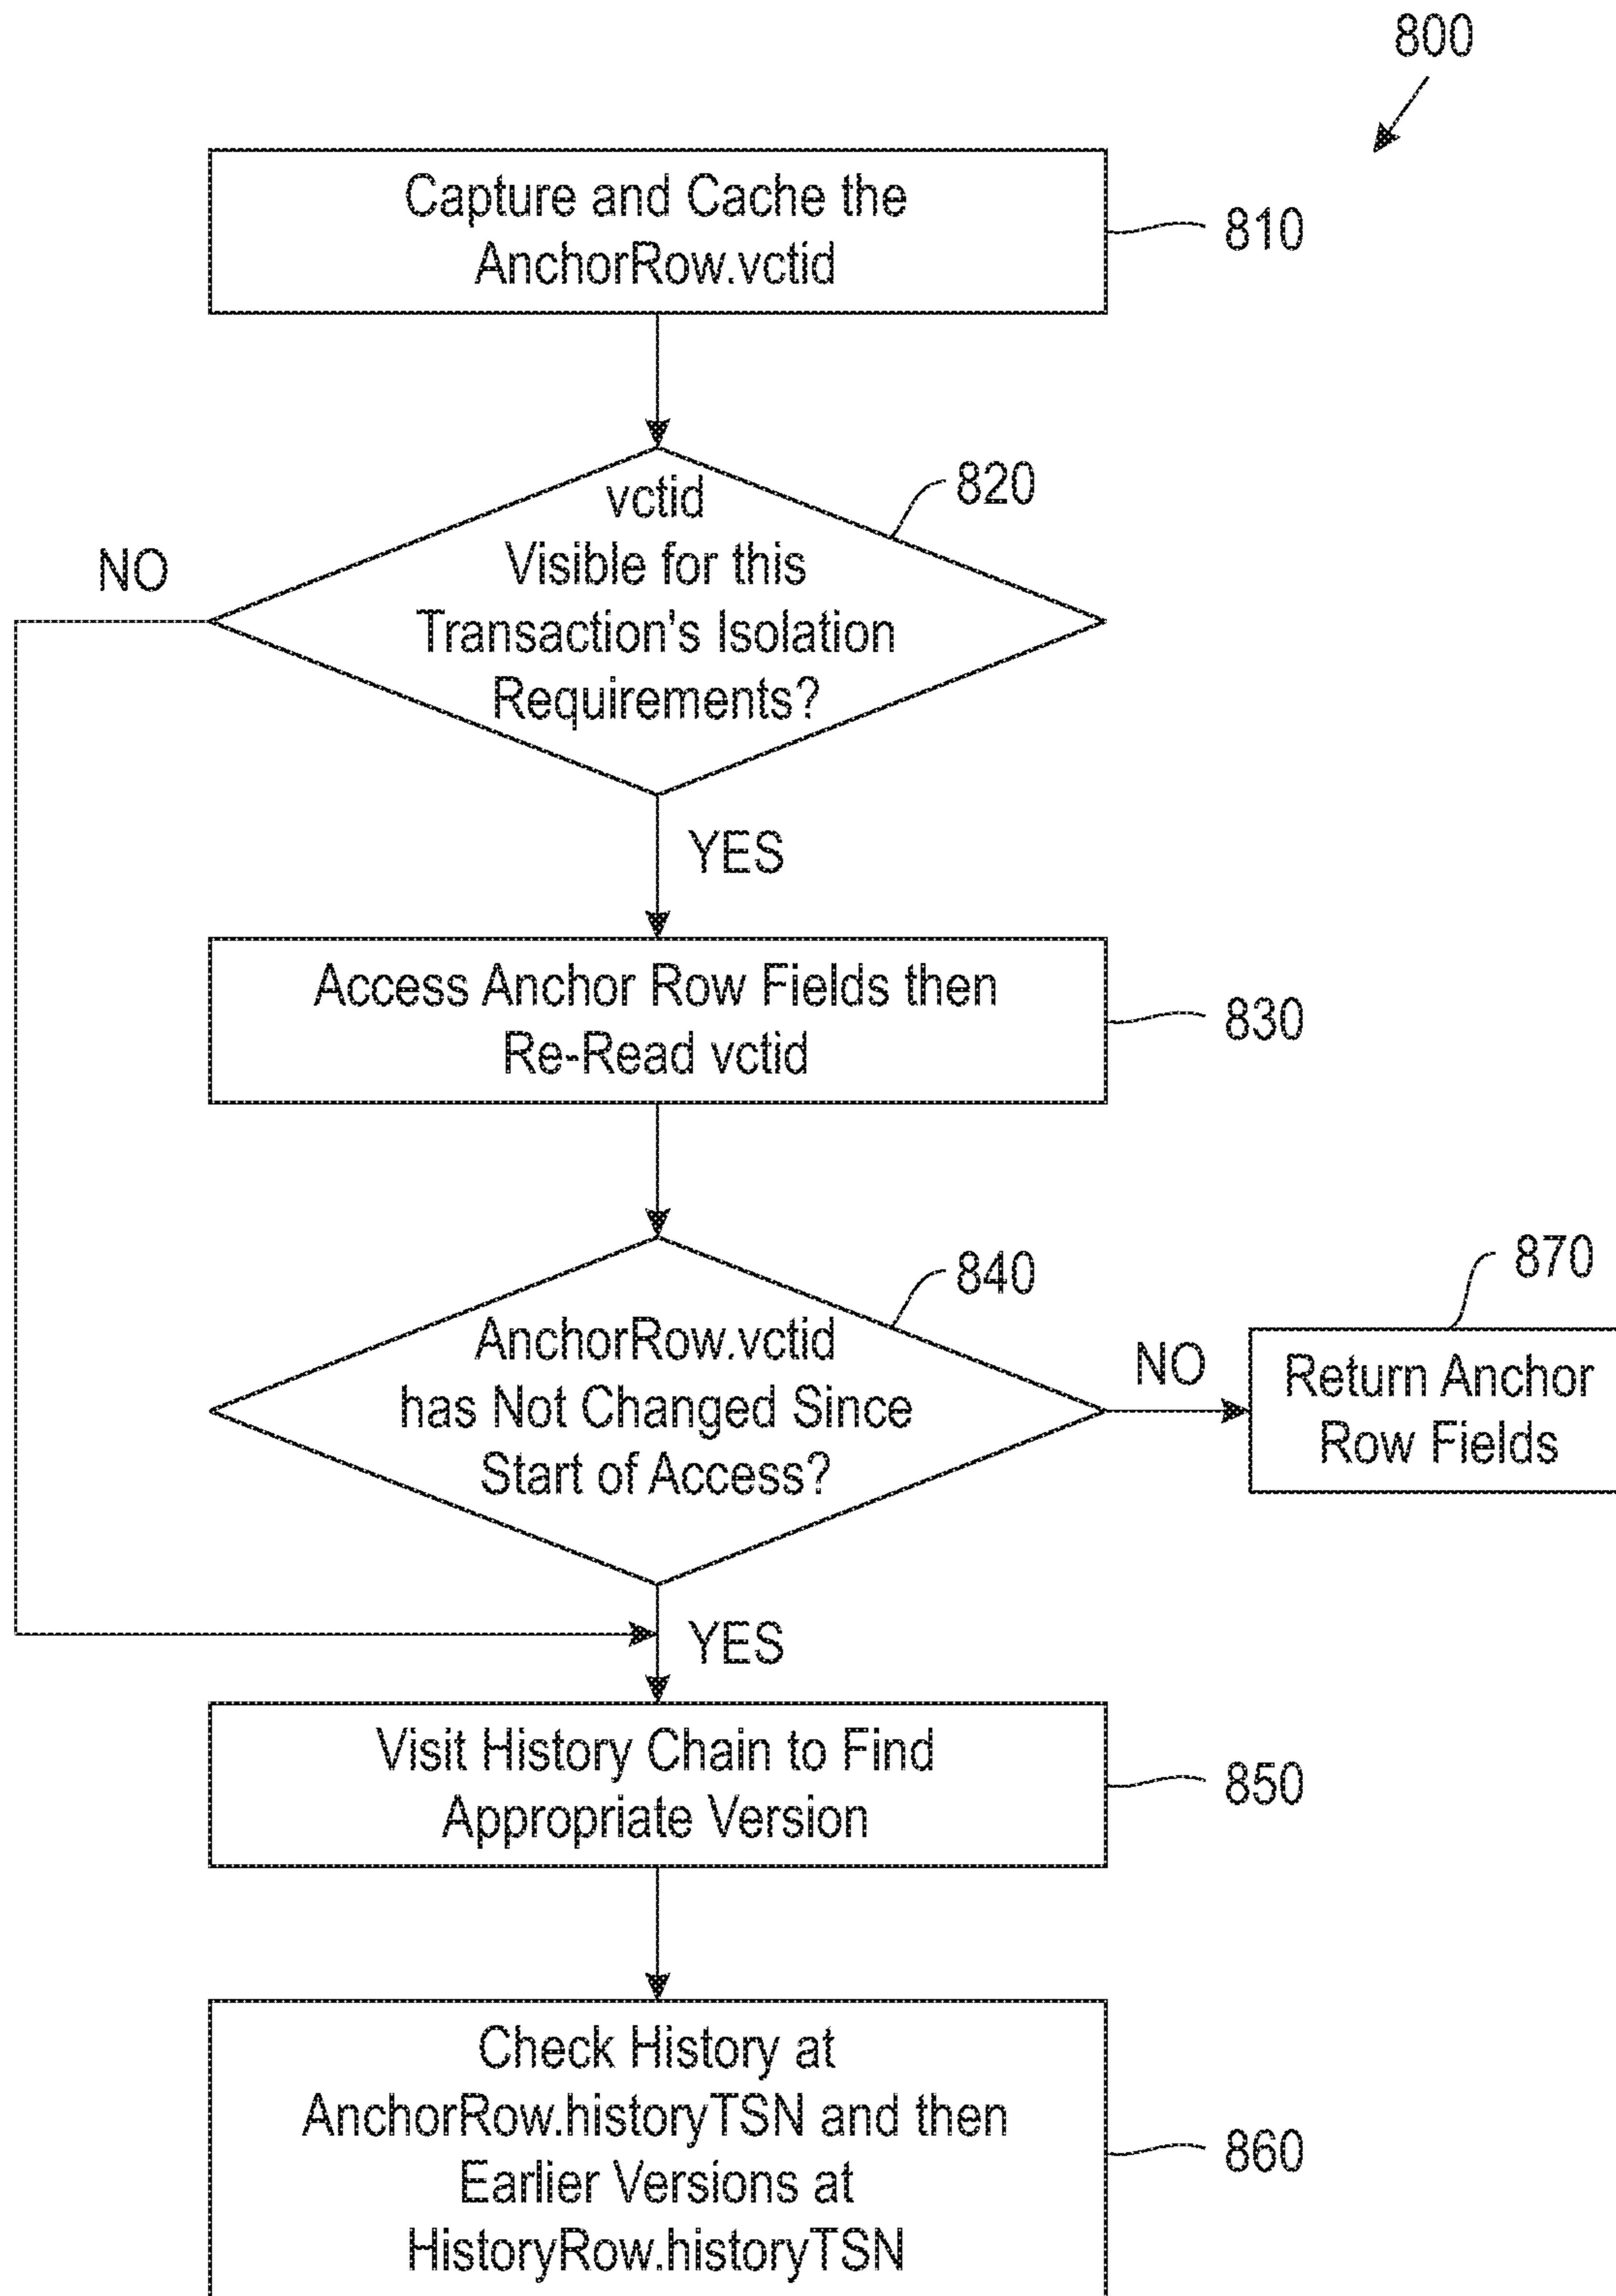 800
Capture and Cache the
AnchorRow.vctid
810
vctid
Visible for this
Transaction's Isolation
Requirements?
820
NO
YES
Access Anchor Row Fields then
Re-Read vctid
830
AnchorRow.vctid
has Not Changed Since
Start of Access?
840
NO
870
Return Anchor
Row Fields
YES
Visit History Chain to Find
Appropriate Version
850
Check History at
AnchorRow.historyTSN and then
Earlier Versions at
HistoryRow.historyTSN
860